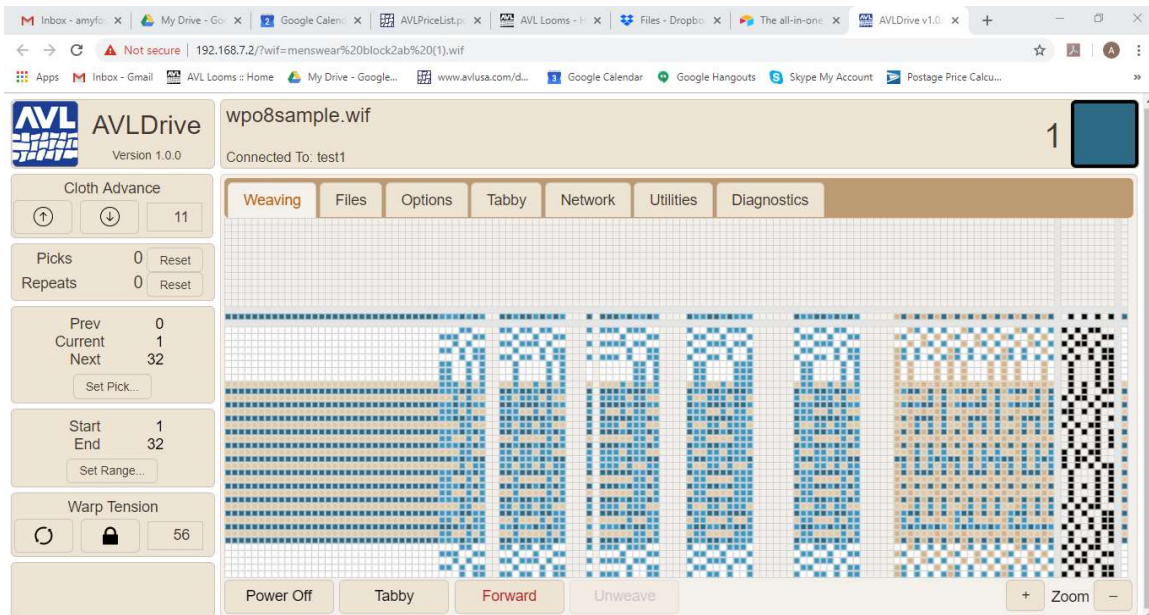 Inbox - amyfo
My Drive - Go
Google Calend
AVLPriceList.p
AVL Looms - H
Files - Dropbo
The all-in-one
AVLDrive v1.0.
Not secure | 192.168.7.2/?wif=menswear%20block2ab%20(1).wif
A
Apps
Inbox - Gmail
AVL Looms :: Home
My Drive - Google...
www.avlusa.com/d...
Google Calendar
Google Hangouts
Skype My Account
Postage Price Calcu...
»
AVL
AVLDrive
Version 1.0.0
wpo8sample.wif
Connected To: test1
1
Cloth Advance
11
Picks 0 Reset
Repeats 0 Reset
Prev 0
Current 1
Next 32
Set Pick...
Start 1
End 32
Set Range...
Warp Tension
56
Weaving Files Options Tabby Network Utilities Diagnostics
Power Off Tabby Forward Unweave + Zoom –